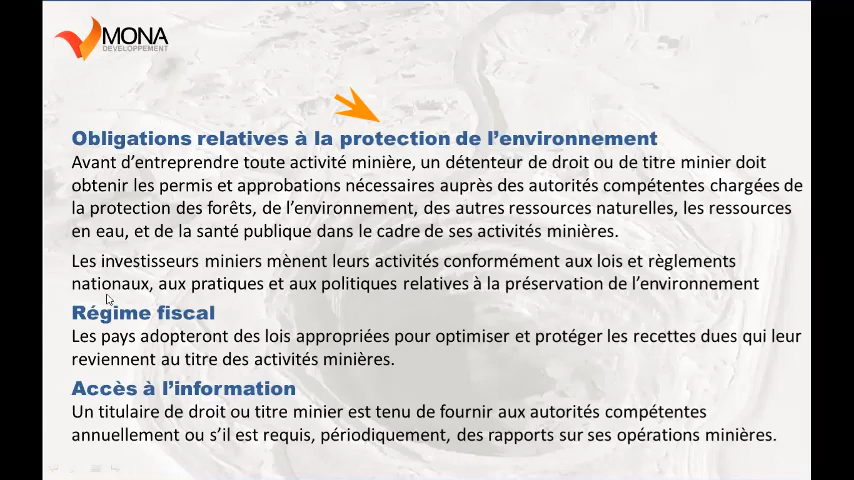 MONA
DEVELOPPEMENT
Obligations relatives à la protection de l'environnement
Avant d'entreprendre toute activité minière, un détenteur de droit ou de titre minier doit
obtenir les permis et approbations nécessaires auprès des autorités compétentes chargées de
la protection des forêts, de l'environnement, des autres ressources naturelles, les ressources
en eau, et de la santé publique dans le cadre de ses activités minières.
Les investisseurs miniers mènent leurs activités conformément aux lois et règlements
nationaux, aux pratiques et aux politiques relatives à la préservation de l'environnement
Régime fiscal
Les pays adopteront des lois appropriées pour optimiser et protéger les recettes dues qui leur
reviennent au titre des activités minières.
Accès à l'information
Un titulaire de droit ou titre minier est tenu de fournir aux autorités compétentes
annuellement ou s'il est requis, périodiquement, des rapports sur ses opérations minières.